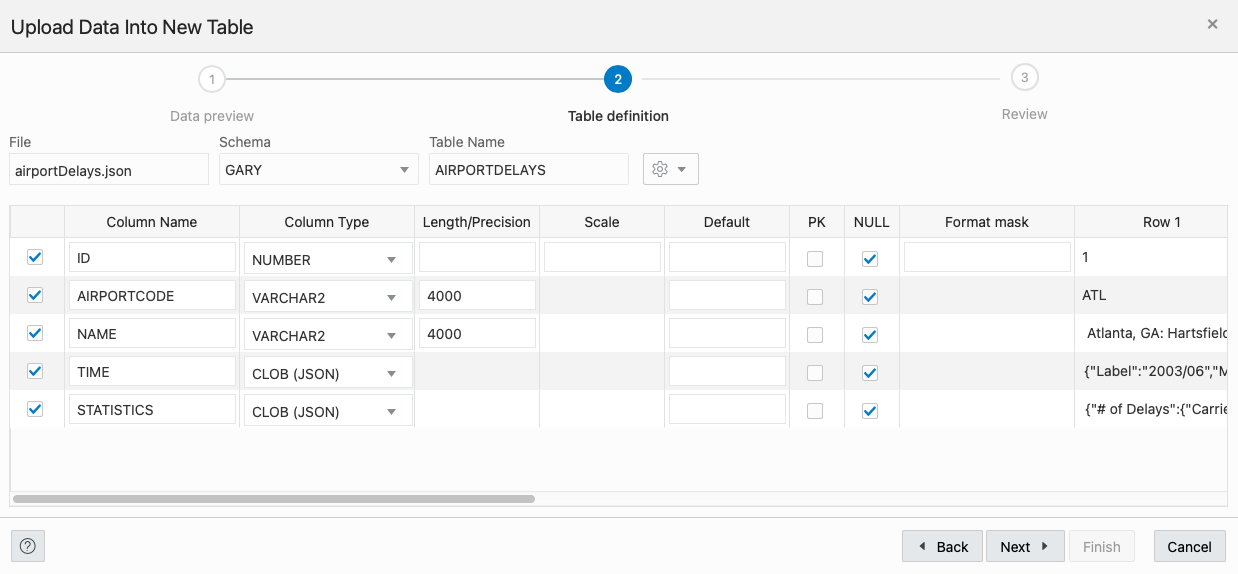 Upload Data Into New Table
1 2 3
Data preview Table definition Review
File Schema Table Name
airportDelays.json GARY AIRPORTDELAYS
Column Name Column Type Length/Precision Scale Default PK NULL Format mask Row 1
ID NUMBER 1
AIRPORTCODE VARCHAR2 4000 ATL
NAME VARCHAR2 4000 Atlanta, GA: Hartsfield
TIME CLOB (JSON) {"Label":"2003/06","M
STATISTICS CLOB (JSON) {"# of Delays":{"Carrie
? Back Next Finish Cancel